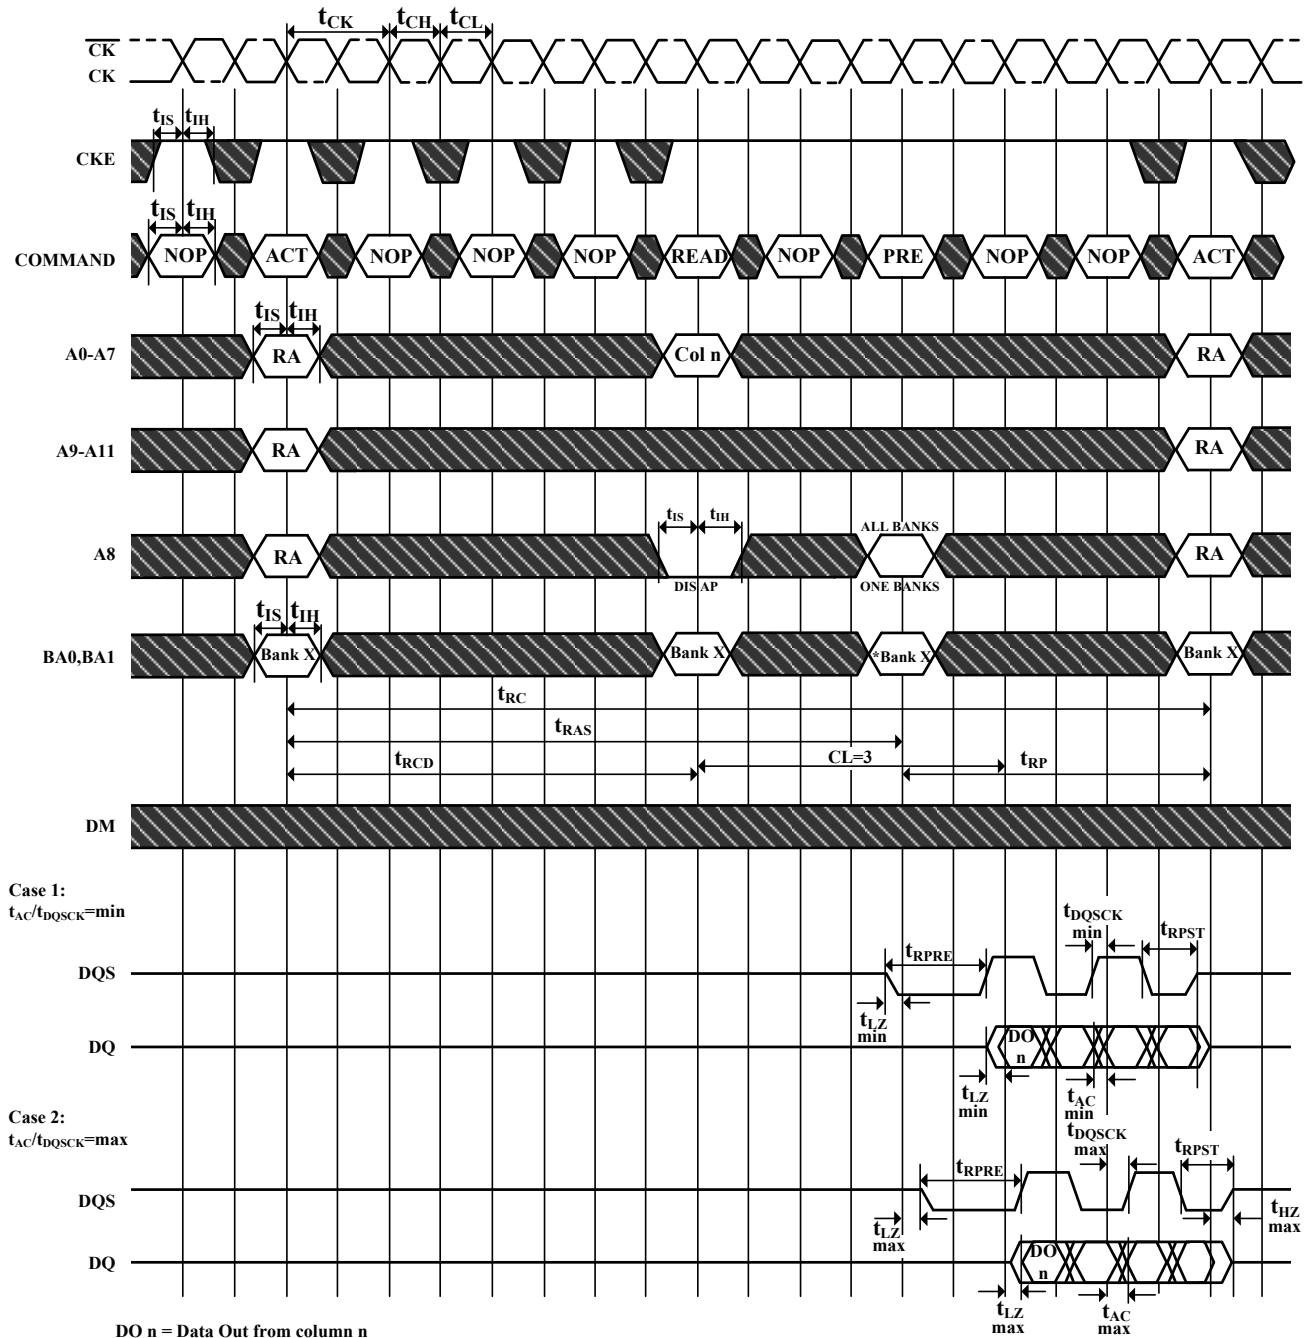 tCK tCH tCL
CK
CK
tIS tIH
CKE
tIS tIH
COMMAND NOP ACT NOP NOP NOP READ NOP PRE NOP NOP ACT
tIS tIH
A0-A7 RA Col n RA
A9-A11 RA RA
tIS tIH ALL BANKS
A8 RA RA
DIS AP ONE BANKS
tIS tIH
BA0,BA1 Bank X Bank X *Bank X Bank X
tRC
tRAS
tRCD CL=3 tRP
DM
Case 1:
tAC/tDQSCK=min
tDQSCK
min
tRPST
tRPRE
DQS
tLZ
min
DQ DO
n
tLZ
min
tAC
min
Case 2:
tAC/tDQSCK=max
tDQSCK
max
tRPST
tRPRE
DQS
tLZ
max
tHZ
max
DQ DO
n
tLZ
max
tAC
max
DO n = Data Out from column n